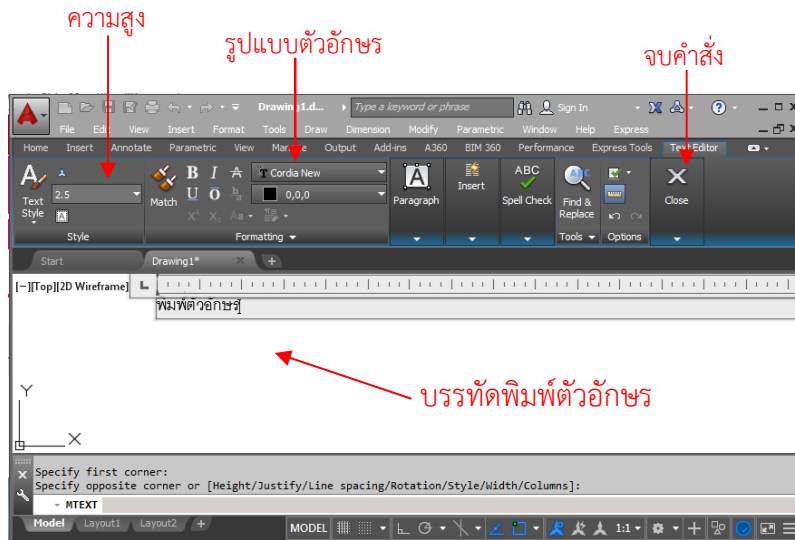 ความสูง
รูปแบบตัวอักษร
จบคำสั่ง
Drawing1.d... Type a keyword or phrase Sign In
File Edit View Insert Format Tools Draw Dimension Modify Parametric Window Help Express
Home Insert Annotate Parametric View Manage Output Add-ins A360 BIM 360 Performance Express Tools Text Editor
Text Style 2.5 Match B I A Cordia New Paragraph Insert ABC Spell Check ABC Find & Replace Close
U O b/a 0,0,0
X² X₂ Aa
Style Formatting Tools Options
Start Drawing1* +
[−][Top][2D Wireframe] L
พิมพ์ตัวอักษร
บรรทัดพิมพ์ตัวอักษร
Y
X
Specify first corner:
Specify opposite corner or [Height/Justify/Line spacing/Rotation/Style/Width/Columns]:
MTEXT
Model Layout1 Layout2 + MODEL 1:1